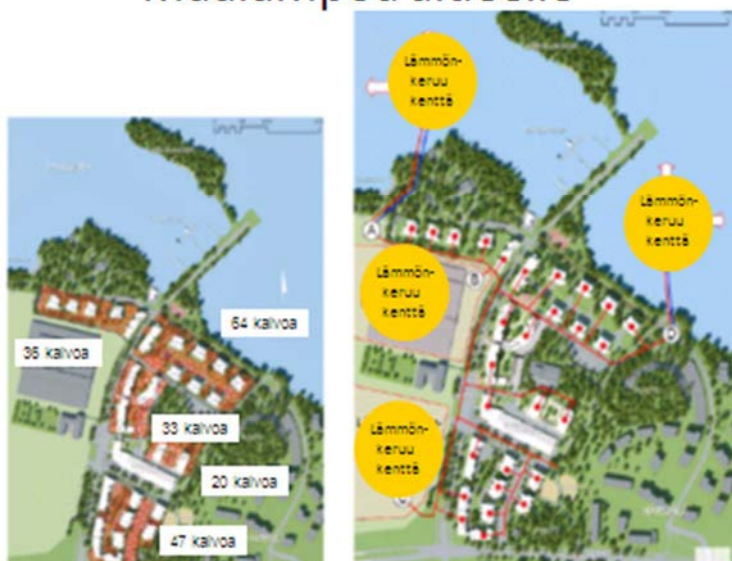 Lämmön-
keruu
kenttä
Lämmön-
keruu
kenttä
A
Lämmön-
keruu
kenttä
B
D
64 kaivoa
36 kaivoa
33 kaivoa
20 kaivoa
47 kaivoa
Lämmön-
keruu
kenttä